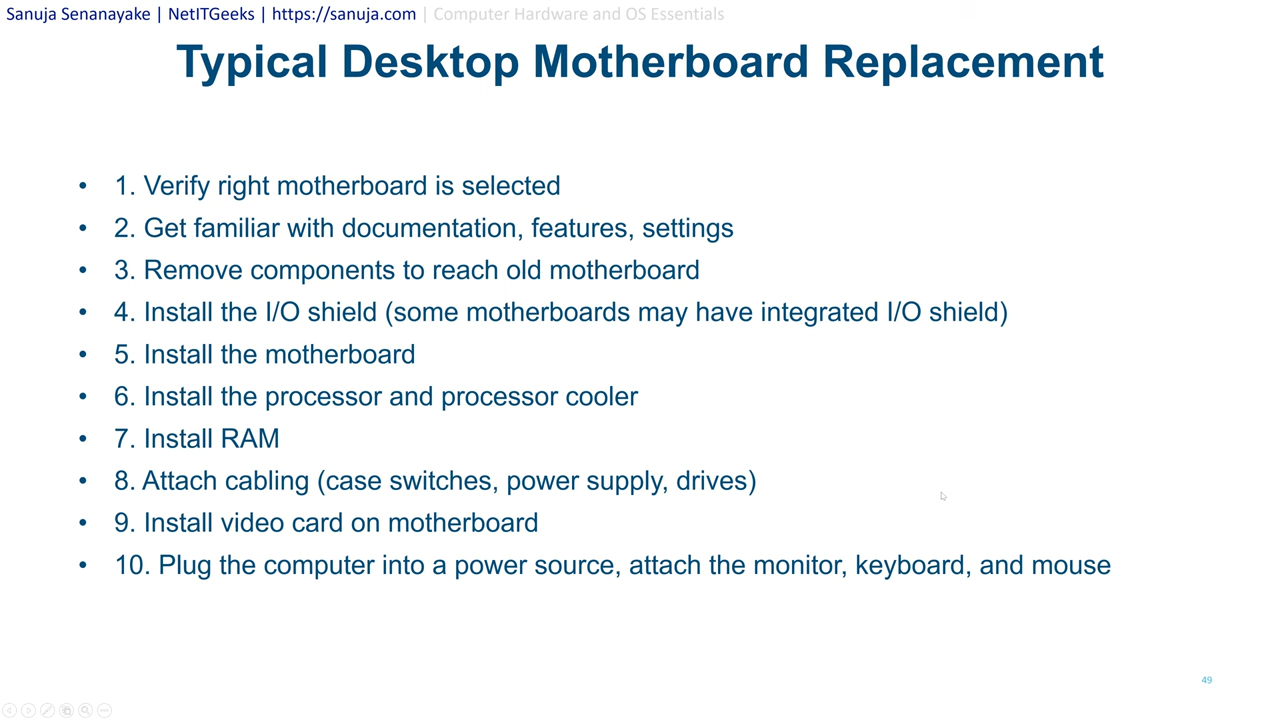 Sanuja Senanayake | NetITGeeks | https://sanuja.com | Computer Hardware and OS Essentials
Typical Desktop Motherboard Replacement
• 1. Verify right motherboard is selected
• 2. Get familiar with documentation, features, settings
• 3. Remove components to reach old motherboard
• 4. Install the I/O shield (some motherboards may have integrated I/O shield)
• 5. Install the motherboard
• 6. Install the processor and processor cooler
• 7. Install RAM
• 8. Attach cabling (case switches, power supply, drives)
• 9. Install video card on motherboard
• 10. Plug the computer into a power source, attach the monitor, keyboard, and mouse
49